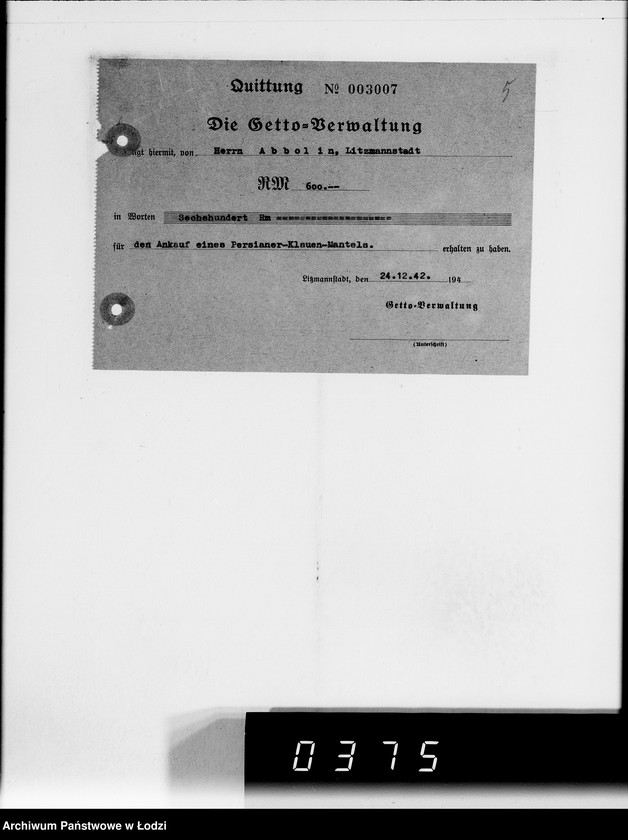 Quittung № 003007
5
Die Getto-Verwaltung
hiermit, von Herrn Abbolin, Litzmannstadt
RM 600.--
in Worten Sechshundert Rm ====================
für den Ankauf eines Persianer-Klauen-Mantels. erhalten zu haben.
Litzmannstadt, den 24.12.42. 194
Getto-Verwaltung
(Unterschrift)
0375
Archiwum Państwowe w Łodzi